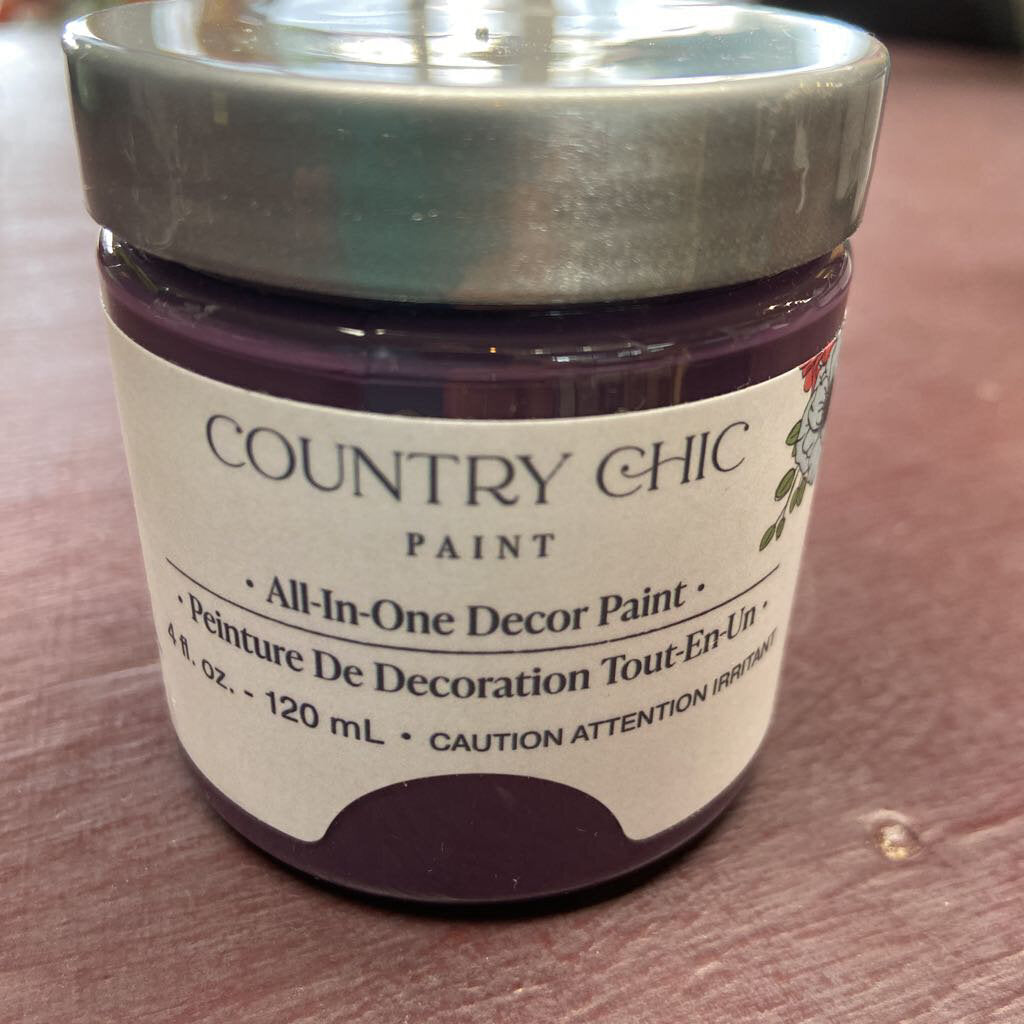 COUNTRY CHIC
PAINT
• All-In-One Decor Paint •
• Peinture De Decoration Tout-En-Un •
4 fl. oz. - 120 mL • CAUTION ATTENTION IRRITANT